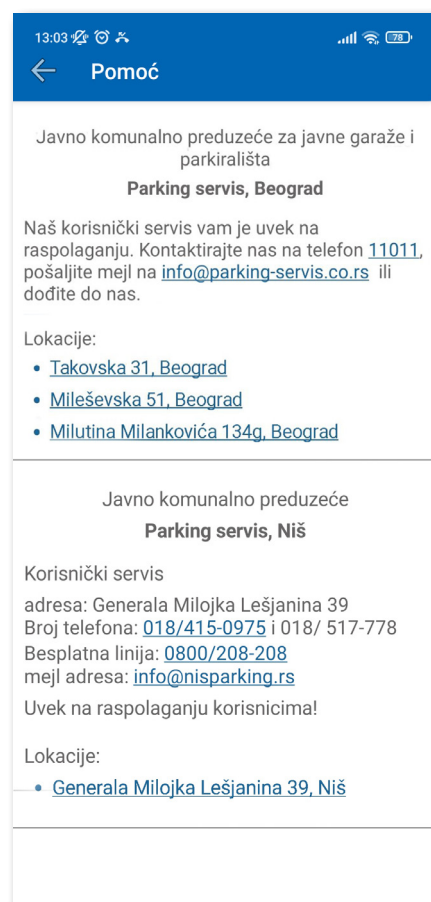 13:03 78
Pomoć
Javno komunalno preduzeće za javne garaže i
parkirališta
Parking servis, Beograd
Naš korisnički servis vam je uvek na
raspolaganju. Kontaktirajte nas na telefon 11011,
pošaljite mejl na info@parking-servis.co.rs ili
dođite do nas.
Lokacije:
• Takovska 31, Beograd
• Mileševska 51, Beograd
• Milutina Milankovića 134g, Beograd
Javno komunalno preduzeće
Parking servis, Niš
Korisnički servis
adresa: Generala Milojka Lešjanina 39
Broj telefona: 018/415-0975 i 018/ 517-778
Besplatna linija: 0800/208-208
mejl adresa: info@nisparking.rs
Uvek na raspolaganju korisnicima!
Lokacije:
• Generala Milojka Lešjanina 39, Niš